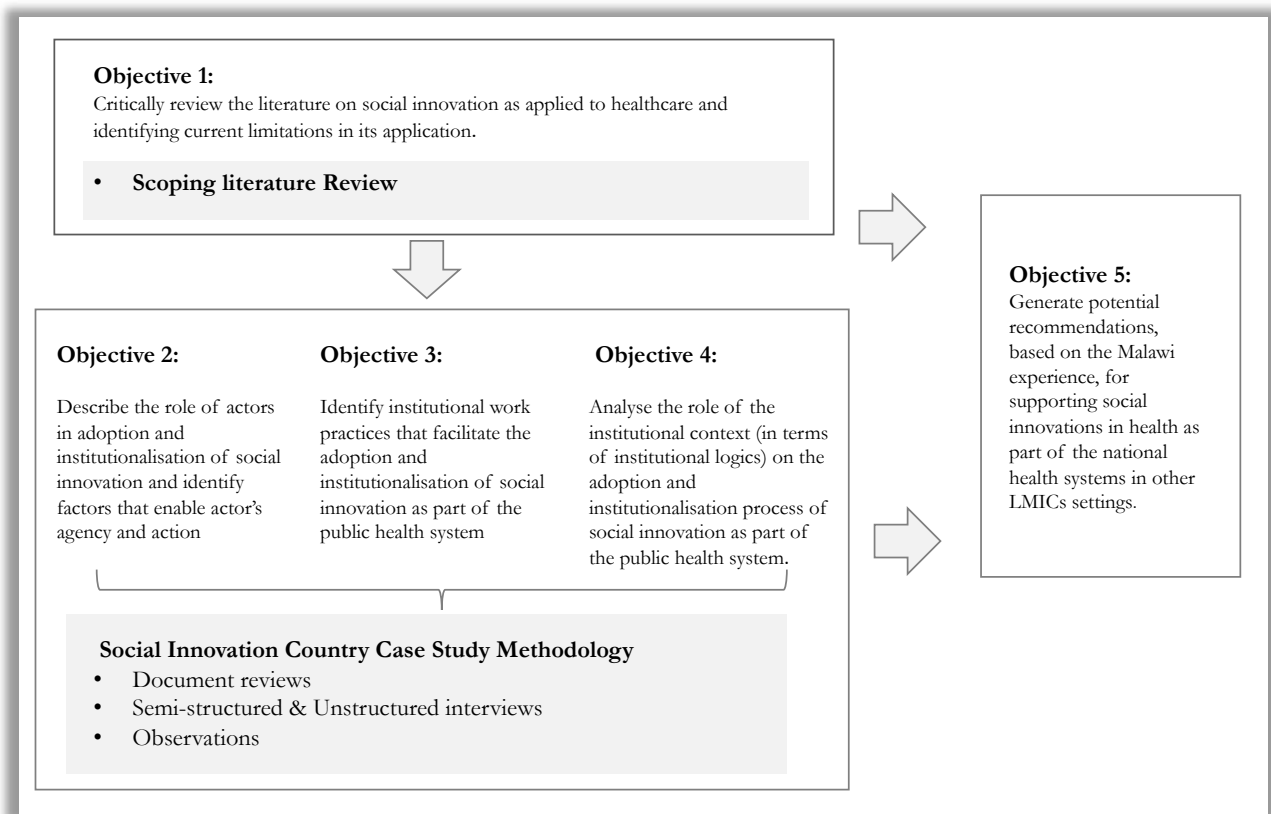 Objective 1:
Critically review the literature on social innovation as applied to healthcare and
identifying current limitations in its application.
• Scoping literature Review
Objective 2:
Describe the role of actors
in adoption and
institutionalisation of social
innovation and identify
factors that enable actor's
agency and action
Objective 3:
Identify institutional work
practices that facilitate the
adoption and
institutionalisation of social
innovation as part of the
public health system
Objective 4:
Analyse the role of the
institutional context (in terms
of institutional logics) on the
adoption and
institutionalisation process of
social innovation as part of
the public health system.
Social Innovation Country Case Study Methodology
• Document reviews
• Semi-structured & Unstructured interviews
• Observations
Objective 5:
Generate potential
recommendations,
based on the Malawi
experience, for
supporting social
innovations in health as
part of the national
health systems in other
LMICs settings.